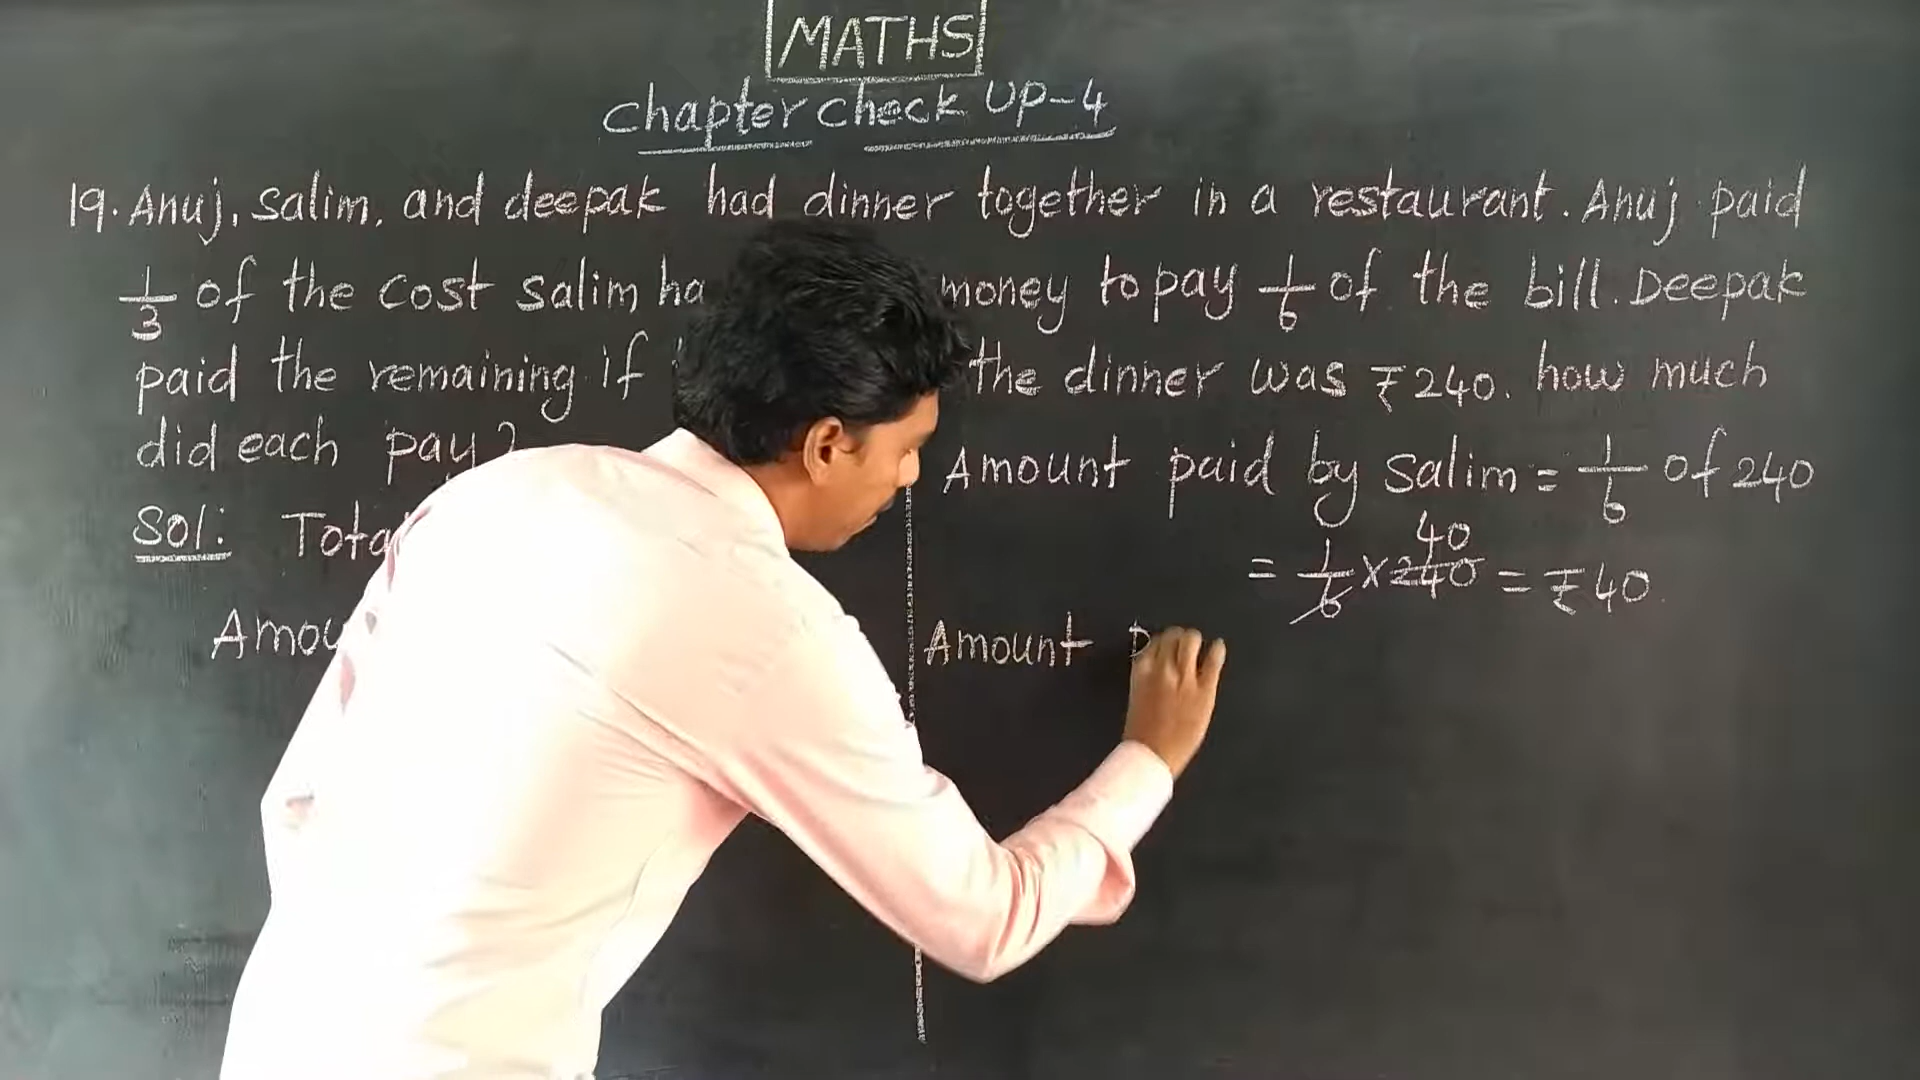 MATHS
Chapter Check UP-4
19. Anuj, Salim, and deepak had dinner together in a restaurant. Anuj paid
1/3 of the cost Salim ha money to pay 1/6 of the bill. Deepak
paid the remaining if the dinner was ₹240. how much
did each pay?
Sol: Tota
Amou
Amount paid by Salim = 1/6 of 240
= 1/6 × 240 40 = ₹40.
Amount P